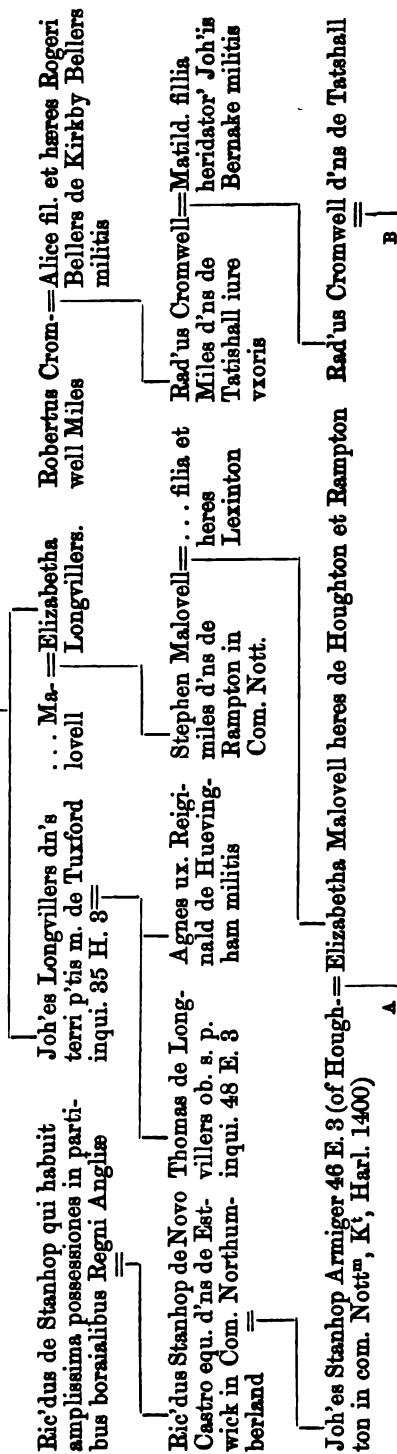 Ric'dus de Stanhop qui habuit
amplissima possessiones in parti-
bus boraialibus Regni Angliæ
Joh'es Longvillers dn's
terri p'tis m. de Tuxford
inqui. 35 H. 3
... Ma-=Elizabetha
lovell Longvillers.
Robertus Crom-=Alice fil. et hæres Rogeri
well Miles Bellers de Kirkby Bellers
militis
Ric'dus Stanhop de Novo
Castro equ. d'ns de Est-
wick in Com. Northum-
berland
Thomas de Long-
villers ob. s. p.
inqui. 48 E. 3
Agnes ux. Reigi-
nald de Hueving-
ham militis
Stephen Malovell=... filia et
miles d'ns de heres
Rampton in Lexinton
Com. Nott.
Rad'us Cromwell=Matild. fillia
Miles d'ns de heridator' Joh'is
Tatishall iure Bernake militis
vxoris
Joh'es Stanhop Armiger 46 E. 3 (of Hough-=Elizabetha Malovell heres de Houghton et Rampton
ton in com. Nottᵐ, Kᵗ, Harl. 1400)
Rad'us Cromwell d'ns de Tatshall
A
B